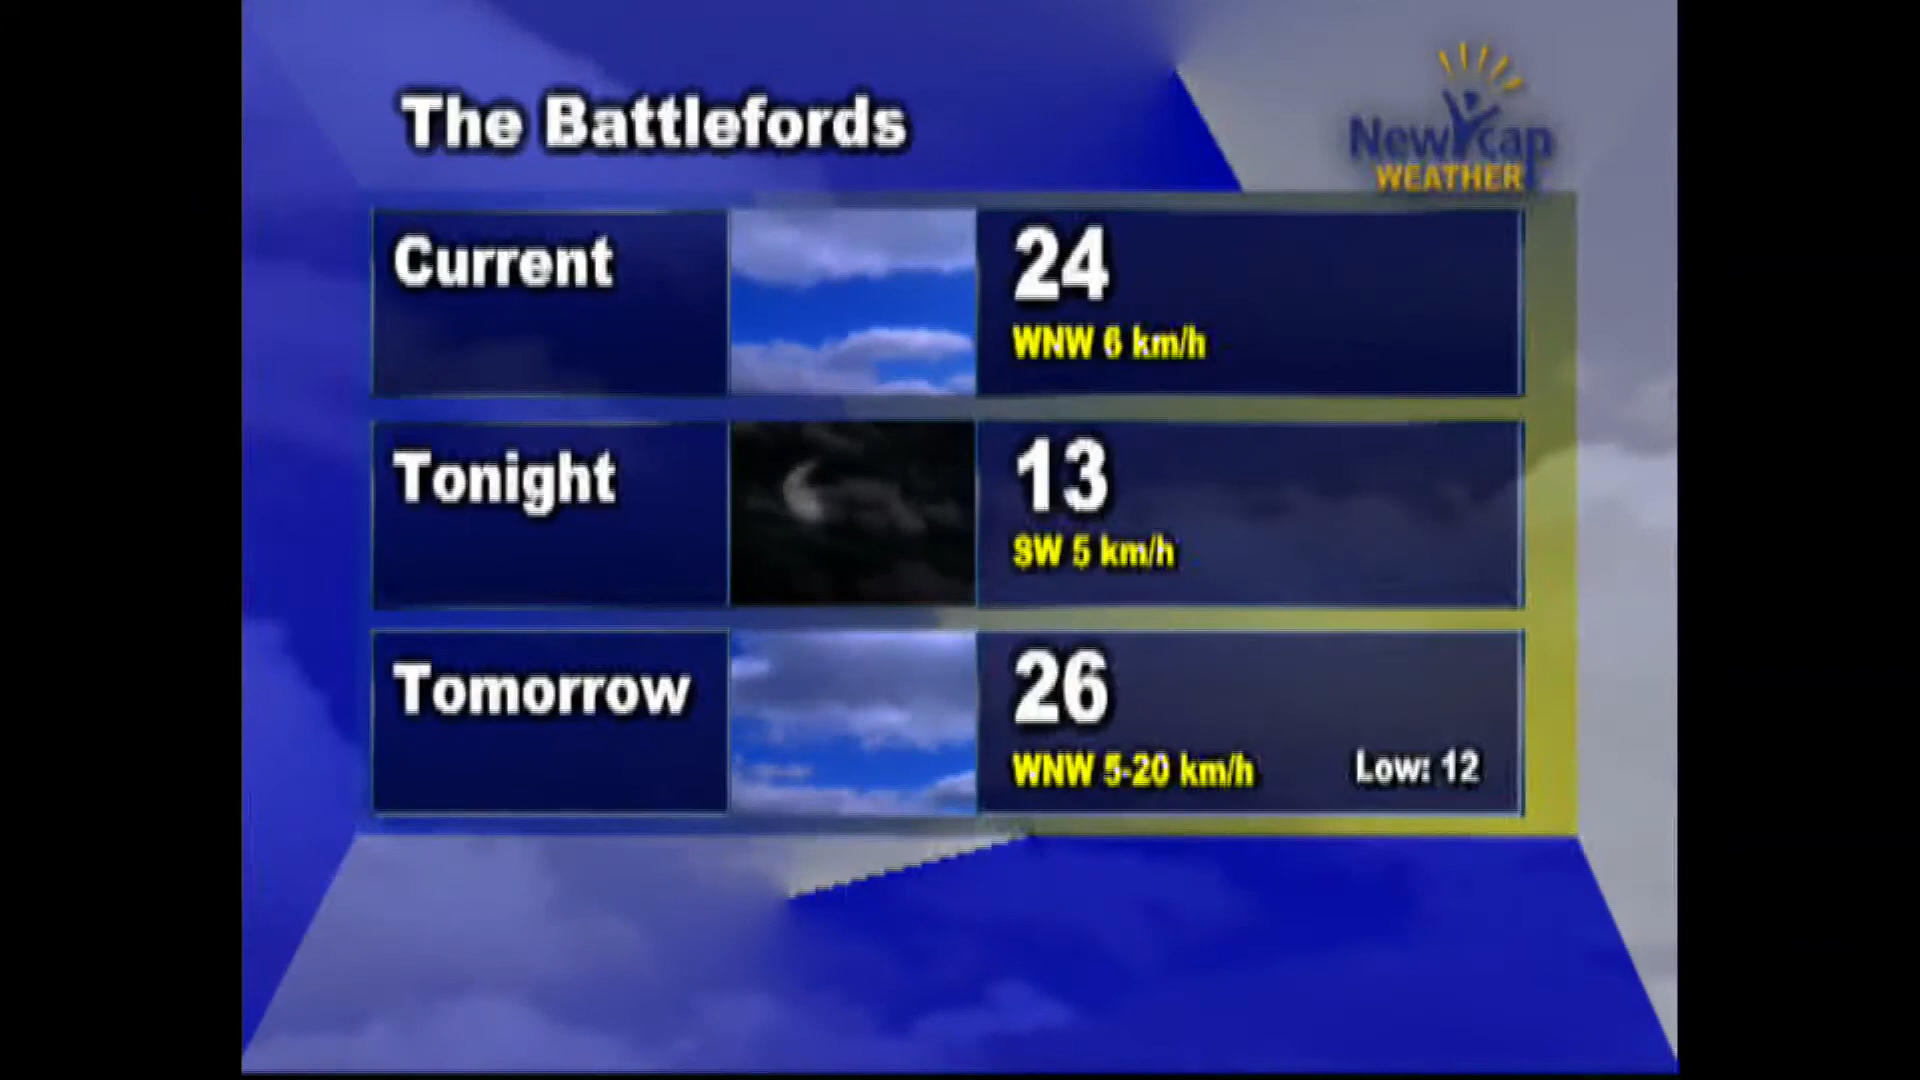 The Battlefords
Newcap
WEATHER
Current
24
WNW 6 km/h
Tonight
13
SW 5 km/h
Tomorrow
26
WNW 5-20 km/h
Low: 12